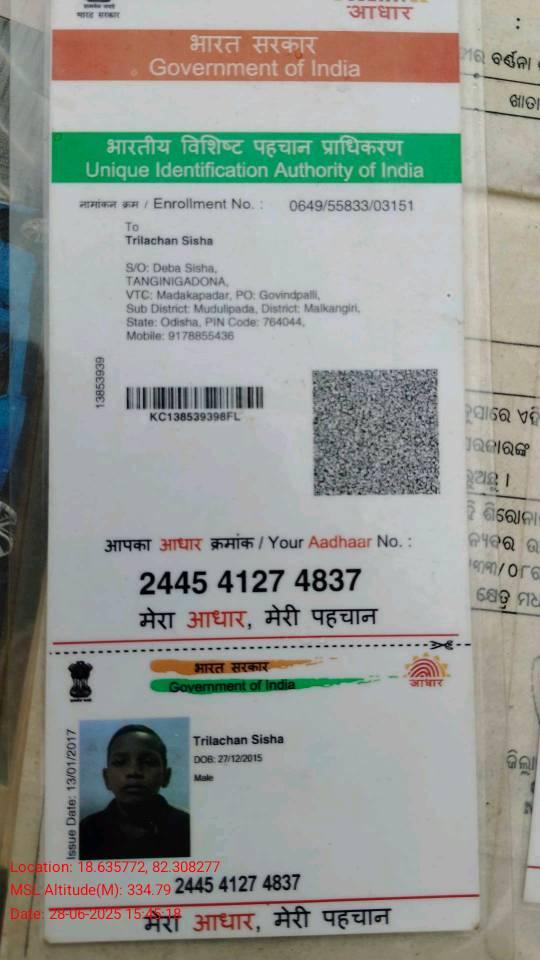 भारत सरकार
आधार
भारत सरकार
Government of India
भारतीय विशिष्ट पहचान प्राधिकरण
Unique Identification Authority of India
नामांकन क्रम / Enrollment No. : 0649/55833/03151
To
Trilachan Sisha
S/O: Deba Sisha,
TANGINIGADONA,
VTC: Madakapadar, PO: Govindpalli,
Sub District: Mudulipada, District: Malkangiri,
State: Odisha, PIN Code: 764044,
Mobile: 9178855436
13853939
KC138539398FL
आपका आधार क्रमांक / Your Aadhaar No. :
2445 4127 4837
मेरा आधार, मेरी पहचान
भारत सरकार
Government of India
आधार
Issue Date: 13/01/2017
Trilachan Sisha
DOB: 27/12/2015
Male
2445 4127 4837
मेरा आधार, मेरी पहचान
Location: 18.635772, 82.308277
MSL Altitude(M): 334.79
Date: 28-06-2025 15:45:18
ବର୍ଣ୍ଣନା
ଖାତା